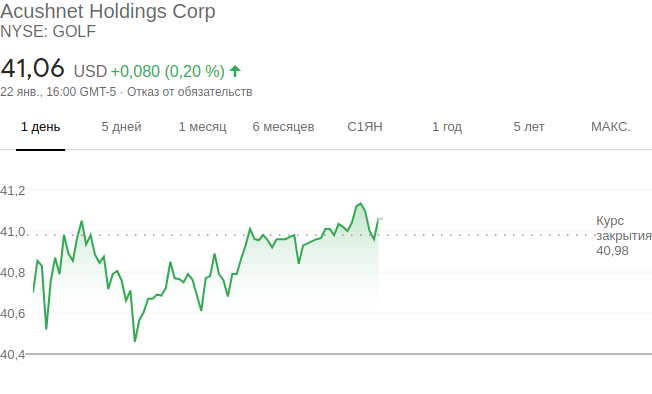 Acushnet Holdings Corp
NYSE: GOLF
41,06 USD +0,080 (0,20 %)
22 янв., 16:00 GMT-5 · Отказ от обязательств
1 день 5 дней 1 месяц 6 месяцев С1ЯН 1 год 5 лет МАКС.
41,2
41,0
40,8
40,6
40,4
Курс
закрытия
40,98